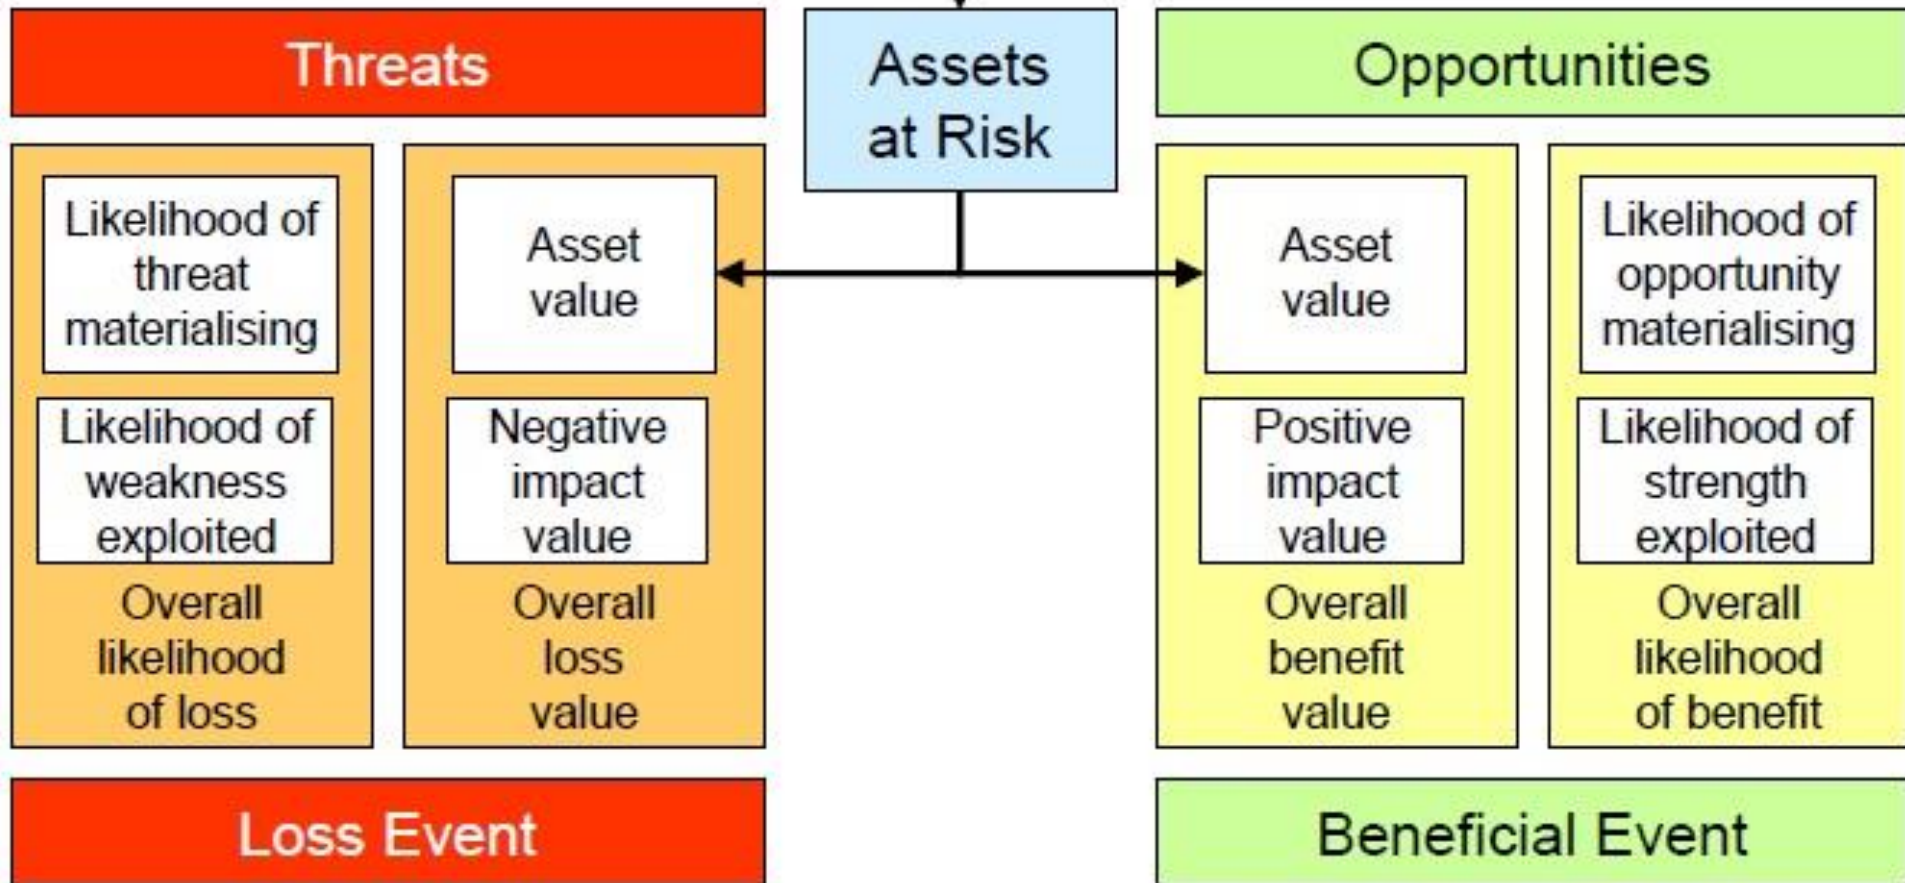 Threats
Assets
at Risk
Opportunities
Likelihood of
threat
materialising
Likelihood of
weakness
exploited
Overall
likelihood
of loss
Asset
value
Negative
impact
value
Overall
loss
value
Asset
value
Positive
impact
value
Overall
benefit
value
Likelihood of
opportunity
materialising
Likelihood of
strength
exploited
Overall
likelihood
of benefit
Loss Event
Beneficial Event